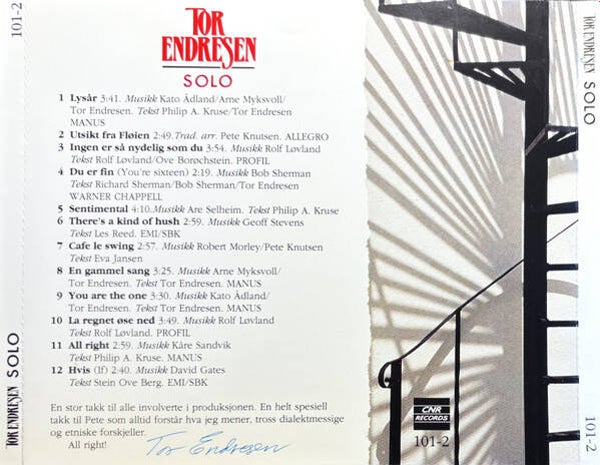 101-2
TOR
ENDRESEN
SOLO
1 Lysår 3:41. Musikk Kato Ådland/Arne Myksvoll/
Tor Endresen. Tekst Philip A. Kruse/Tor Endresen
MANUS
2 Utsikt fra Fløien 2:49. Trad. arr. Pete Knutsen. ALLEGRO
3 Ingen er så nydelig som du 3:54. Musikk Rolf Løvland
Tekst Rolf Løvland/Ove Borøchstein. PROFIL
4 Du er fin (You're sixteen) 2:19. Musikk Bob Sherman
Tekst Richard Sherman/Bob Sherman/Tor Endresen
WARNER CHAPPELL
5 Sentimental 4:10. Musikk Are Selheim. Tekst Philip A. Kruse
6 There's a kind of hush 2:59. Musikk Geoff Stevens
Tekst Les Reed. EMI/SBK
7 Cafe le swing 2:57. Musikk Robert Morley/Pete Knutsen
Tekst Eva Jansen
8 En gammel sang 3:25. Musikk Arne Myksvoll/
Tor Endresen. Tekst Tor Endresen. MANUS
9 You are the one 3:30. Musikk Kato Ådland/
Tor Endresen. Tekst Tor Endresen. MANUS
10 La regnet øse ned 3:49. Musikk Rolf Løvland
Tekst Rolf Løvland. PROFIL
11 All right 2:59. Musikk Kåre Sandvik
Tekst Philip A. Kruse. MANUS
12 Hvis (If) 2:40. Musikk David Gates
Tekst Stein Ove Berg. EMI/SBK
En stor takk til alle involverte i produksjonen. En helt spesiell
takk til Pete som alltid forstår hva jeg mener, tross dialektmessige
og etniske forskjeller.
All right!
Tor Endresen
CNR
RECORDS
101-2
TOR ENDRESEN SOLO
TOR ENDRESEN SOLO
101-2